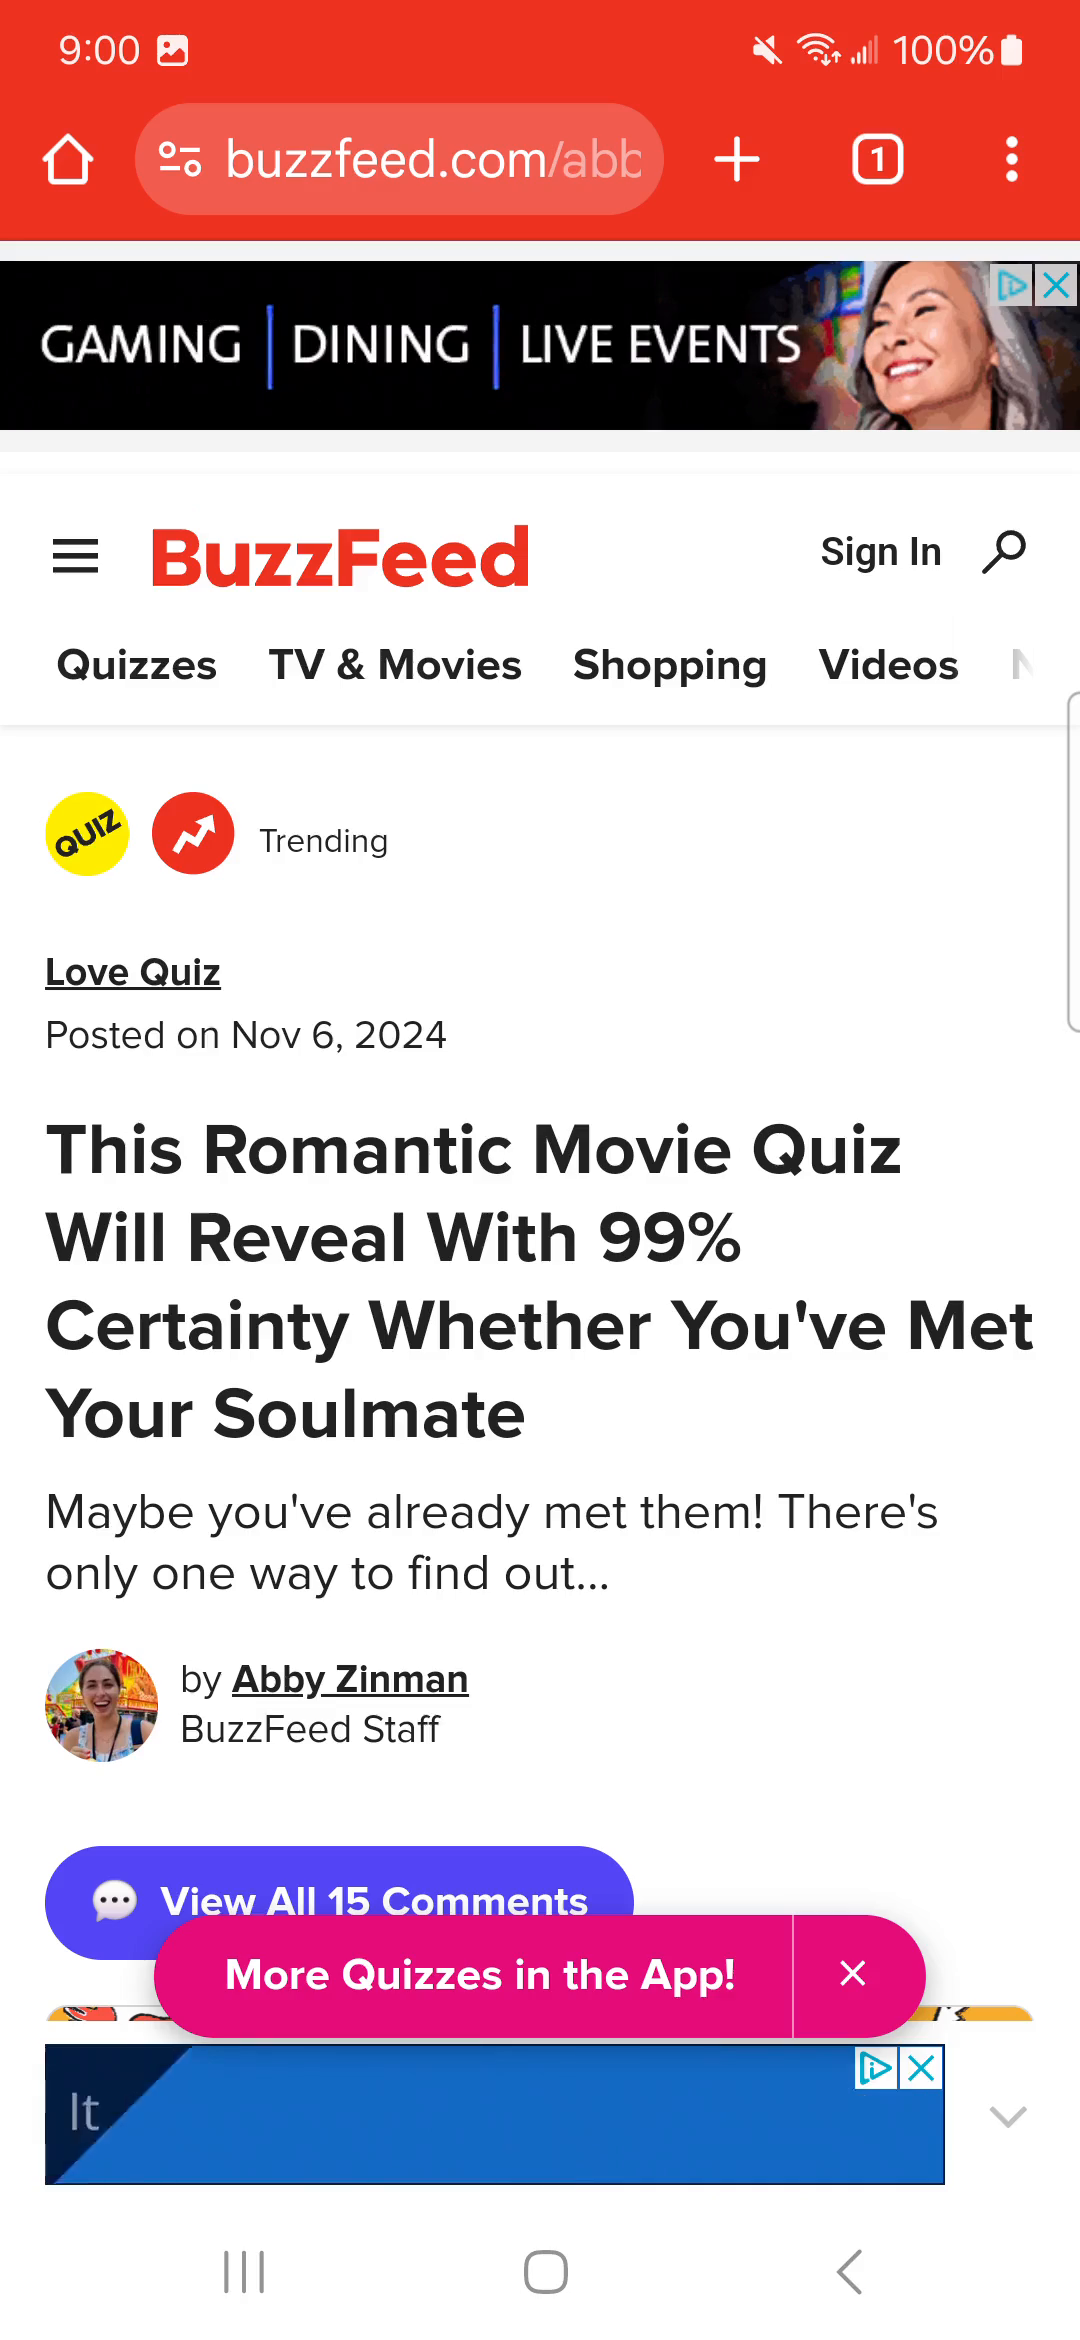 9:00
100%
buzzfeed.com/abb
1
GAMING | DINING | LIVE EVENTS
BuzzFeed
Sign In
Quizzes TV & Movies Shopping Videos N
QUIZ
Trending
Love Quiz
Posted on Nov 6, 2024
This Romantic Movie Quiz
Will Reveal With 99%
Certainty Whether You've Met
Your Soulmate
Maybe you've already met them! There's
only one way to find out...
by Abby Zinman
BuzzFeed Staff
View All 15 Comments
More Quizzes in the App!
It